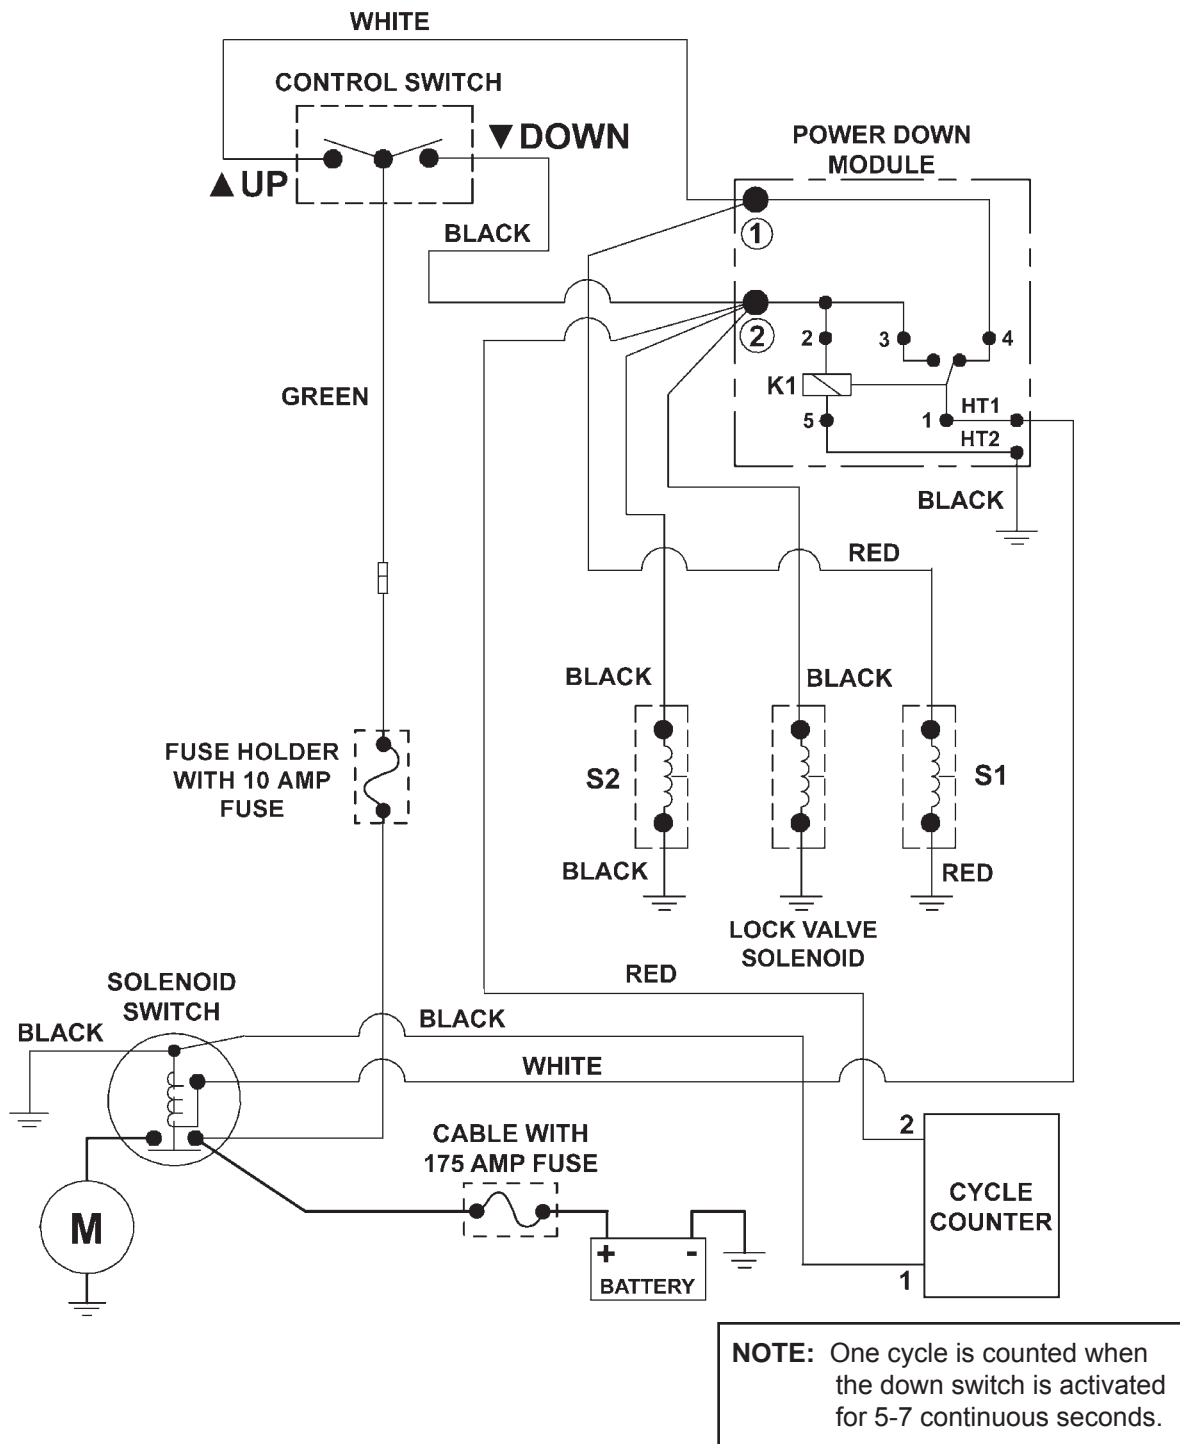 WHITE
CONTROL SWITCH
▼DOWN
▲UP
POWER DOWN
MODULE
BLACK
1
2
2
3
4
K1
GREEN
5
1
HT1
HT2
BLACK
RED
BLACK
BLACK
FUSE HOLDER
WITH 10 AMP
FUSE
S2
S1
BLACK
RED
LOCK VALVE
SOLENOID
SOLENOID
SWITCH
RED
BLACK
BLACK
WHITE
CABLE WITH
175 AMP FUSE
2
CYCLE
COUNTER
1
M
+ -
BATTERY
NOTE: One cycle is counted when
the down switch is activated
for 5-7 continuous seconds.